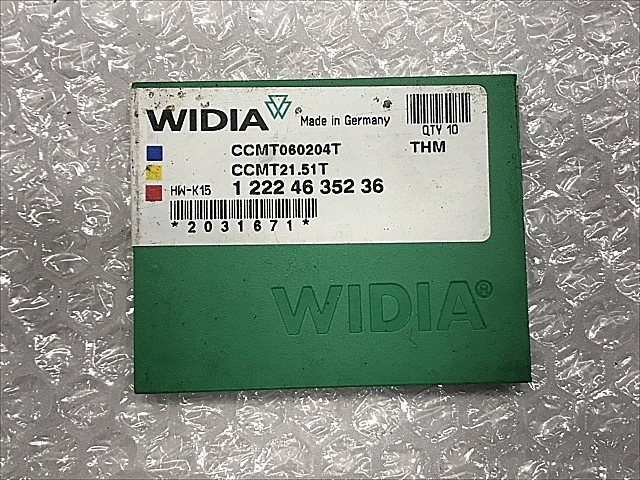 WIDIA
Made in Germany
QTY 10
CCMT060204T THM
CCMT21.51T
HW-K15 1 222 46 352 36
*2031671*
WIDIA®